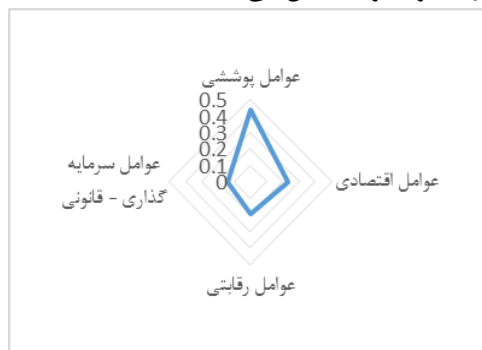 عوامل پوششی
0.5
0.4
0.3
0.2
0.1
0
عوامل اقتصادی
عوامل رقابتی
عوامل سرمایه
گذاری - قانونی